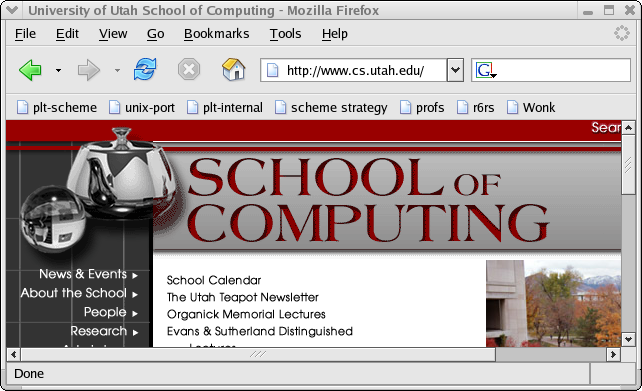 University of Utah School of Computing - Mozilla Firefox
File Edit View Go Bookmarks Tools Help
http://www.cs.utah.edu/
G
plt-scheme unix-port plt-internal scheme strategy profs r6rs Wonk
SCHOOL OF
COMPUTING
News & Events
About the School
People
Research
School Calendar
The Utah Teapot Newsletter
Organick Memorial Lectures
Evans & Sutherland Distinguished
Lectures
Done